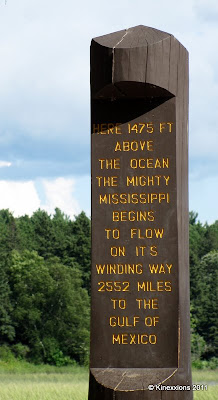 HERE 1475 FT
ABOVE
THE OCEAN
THE MIGHTY
MISSISSIPPI
BEGINS
TO FLOW
ON IT'S
WINDING WAY
2552 MILES
TO THE
GULF OF
MEXICO
© Kinexxions 2011